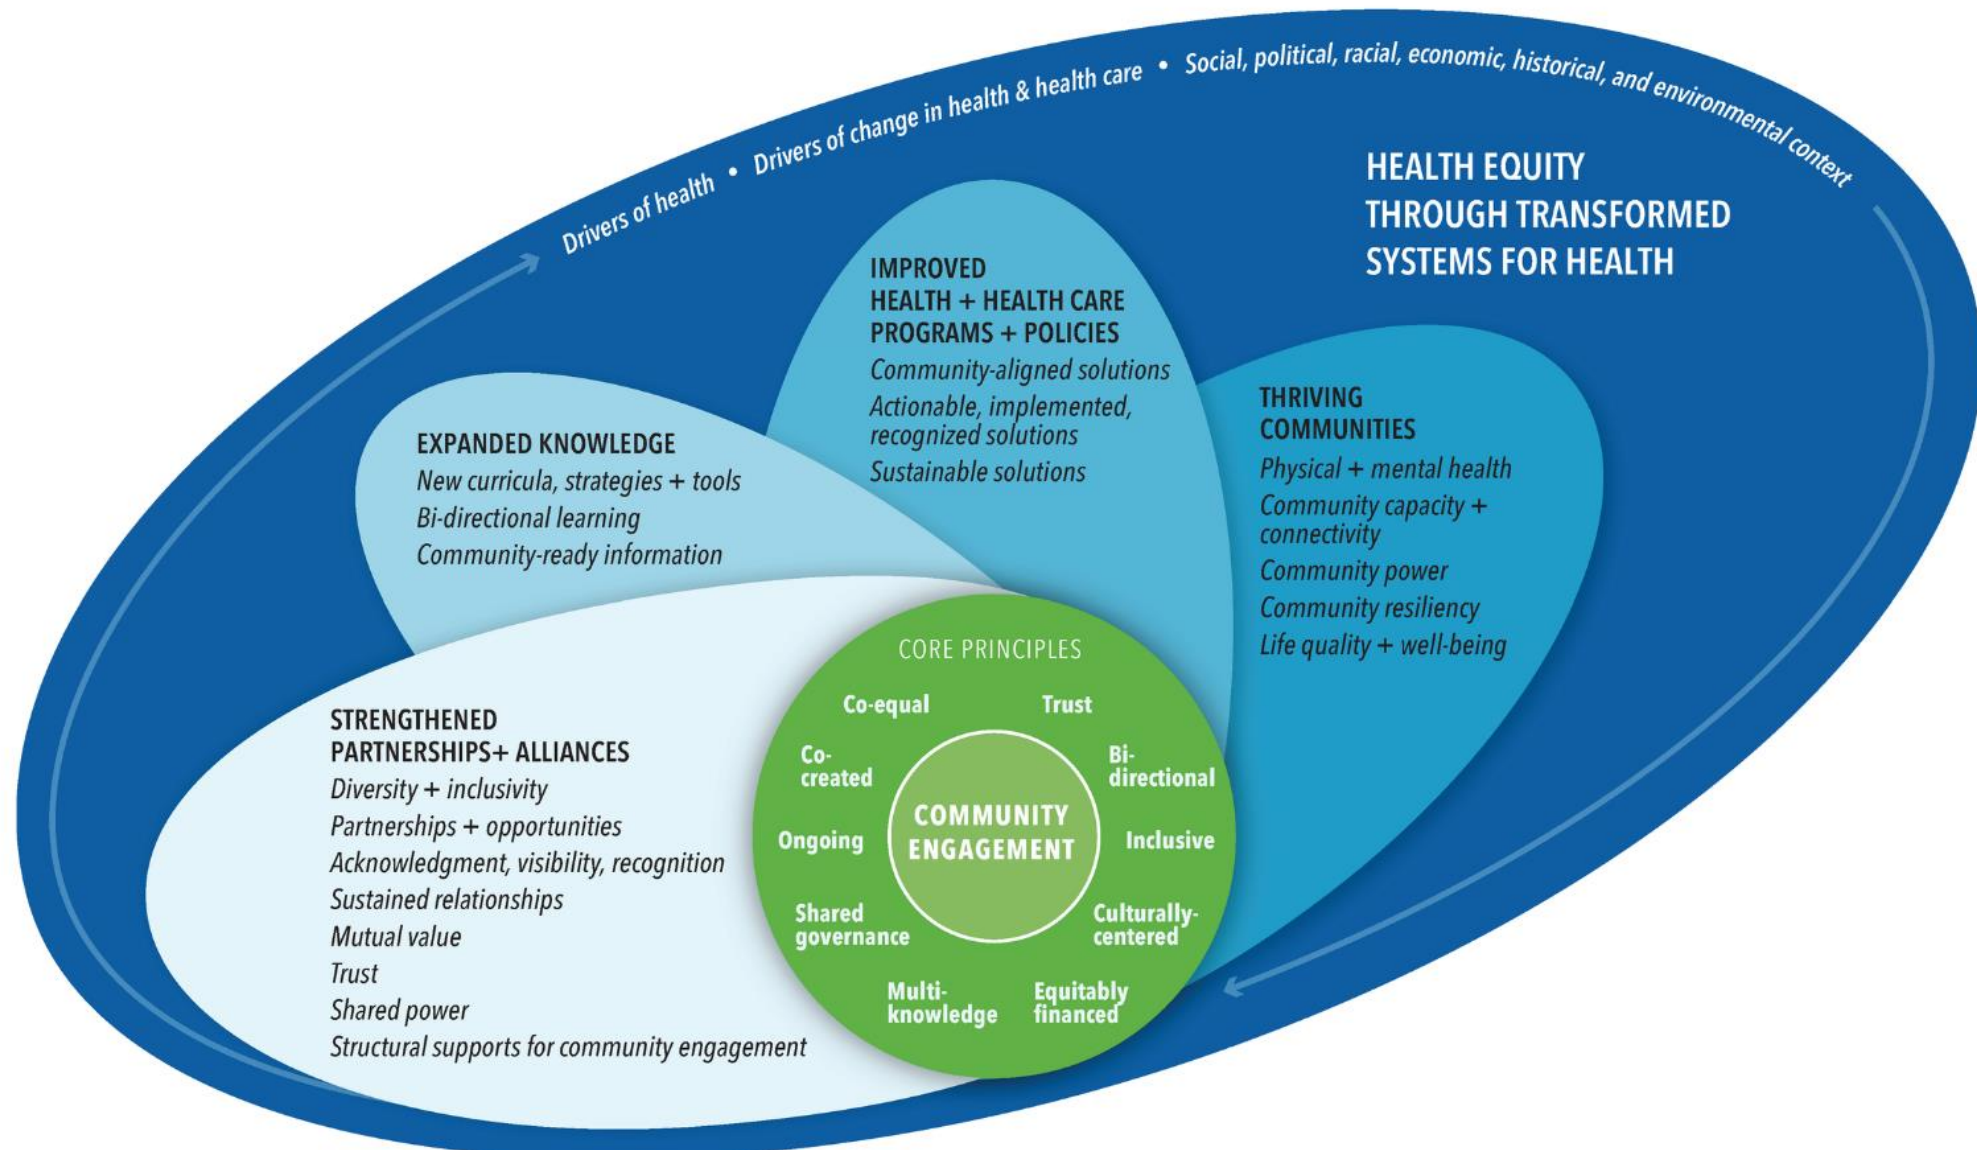 Drivers of health • Drivers of change in health & health care • Social, political, racial, economic, historical, and environmental context
HEALTH EQUITY
THROUGH TRANSFORMED
SYSTEMS FOR HEALTH
IMPROVED
HEALTH + HEALTH CARE
PROGRAMS + POLICIES
Community-aligned solutions
Actionable, implemented,
recognized solutions
Sustainable solutions
THRIVING
COMMUNITIES
Physical + mental health
Community capacity +
connectivity
Community power
Community resiliency
Life quality + well-being
EXPANDED KNOWLEDGE
New curricula, strategies + tools
Bi-directional learning
Community-ready information
STRENGTHENED
PARTNERSHIPS+ ALLIANCES
Diversity + inclusivity
Partnerships + opportunities
Acknowledgment, visibility, recognition
Sustained relationships
Mutual value
Trust
Shared power
Structural supports for community engagement
CORE PRINCIPLES
Co-equal
Trust
Co-
created
Bi-
directional
Ongoing
COMMUNITY
ENGAGEMENT
Inclusive
Shared
governance
Culturally-
centered
Multi-
knowledge
Equitably
financed